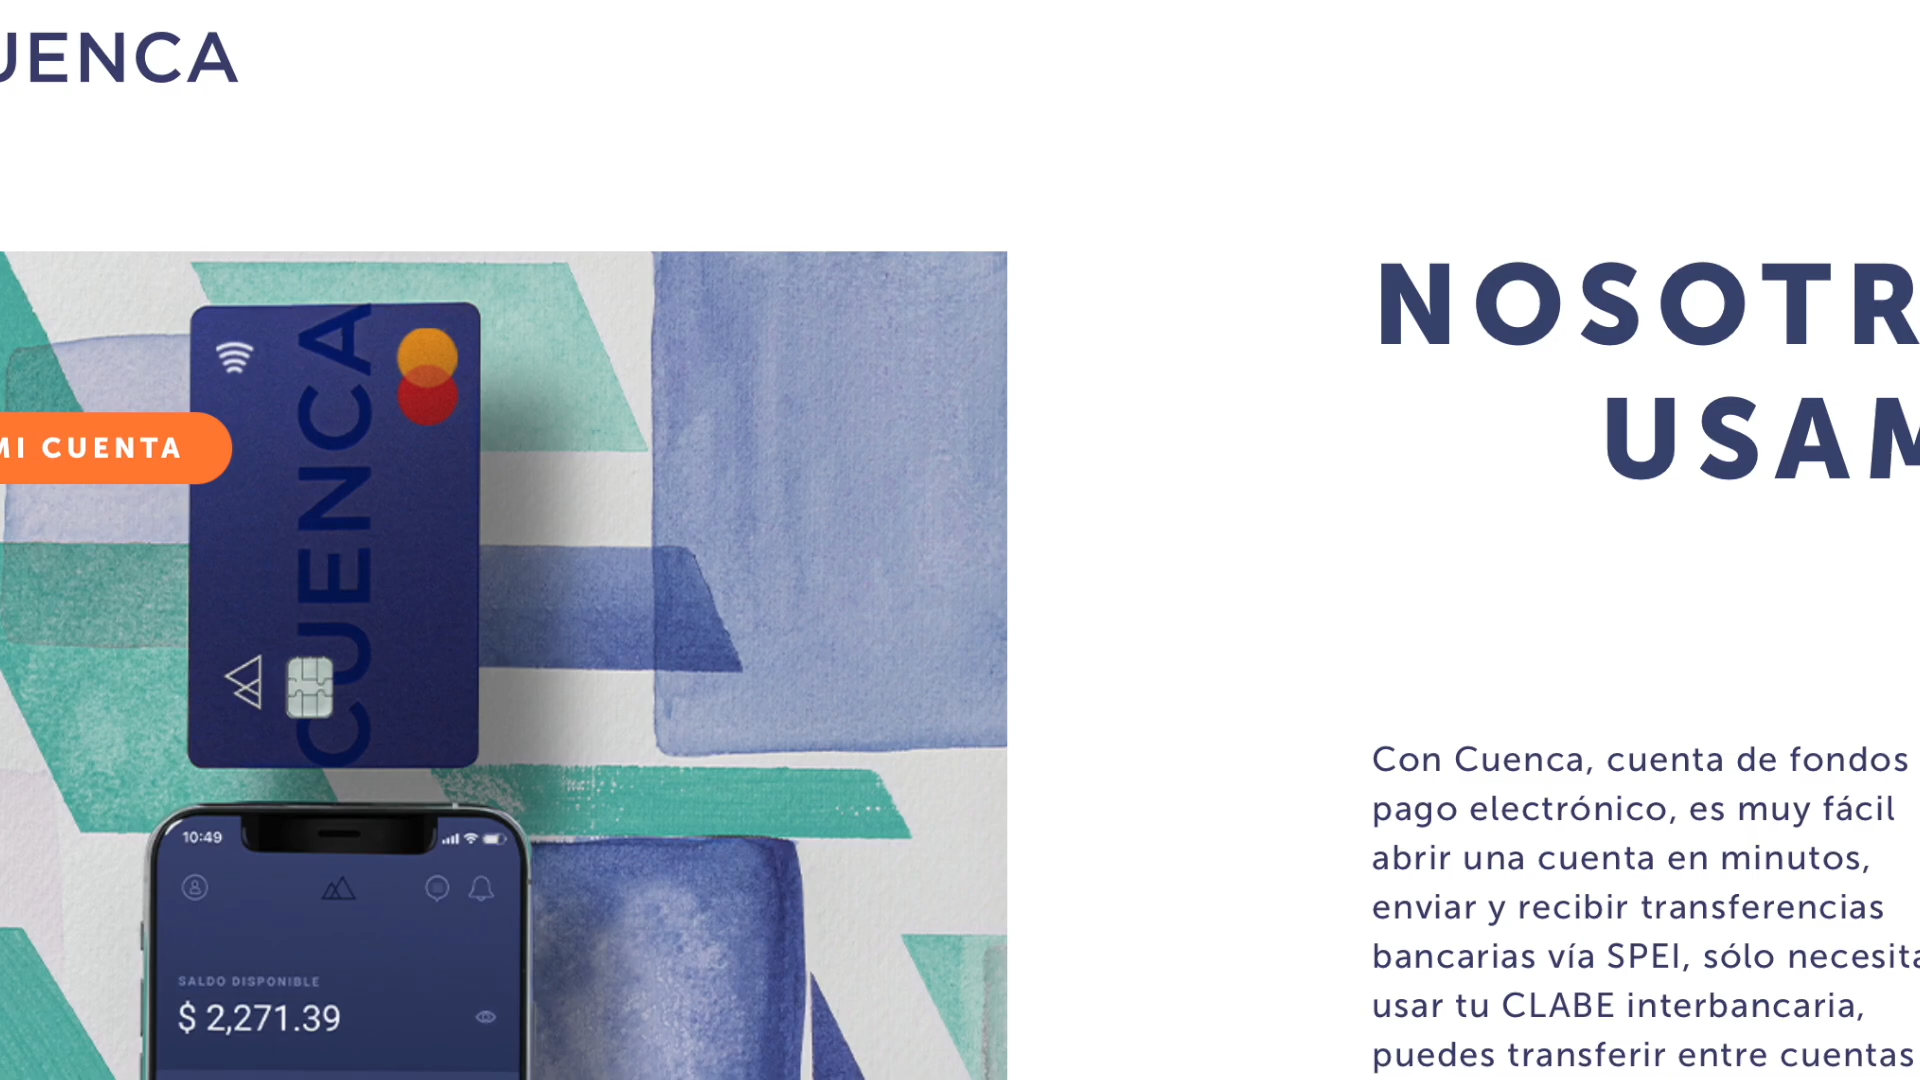 UENCA
NOSOTR
USAM
MI CUENTA
CUENCA
10:49
SALDO DISPONIBLE
$ 2,271.39
Con Cuenca, cuenta de fondos
pago electrónico, es muy fácil
abrir una cuenta en minutos,
enviar y recibir transferencias
bancarias vía SPEI, sólo necesita
usar tu CLABE interbancaria,
puedes transferir entre cuentas